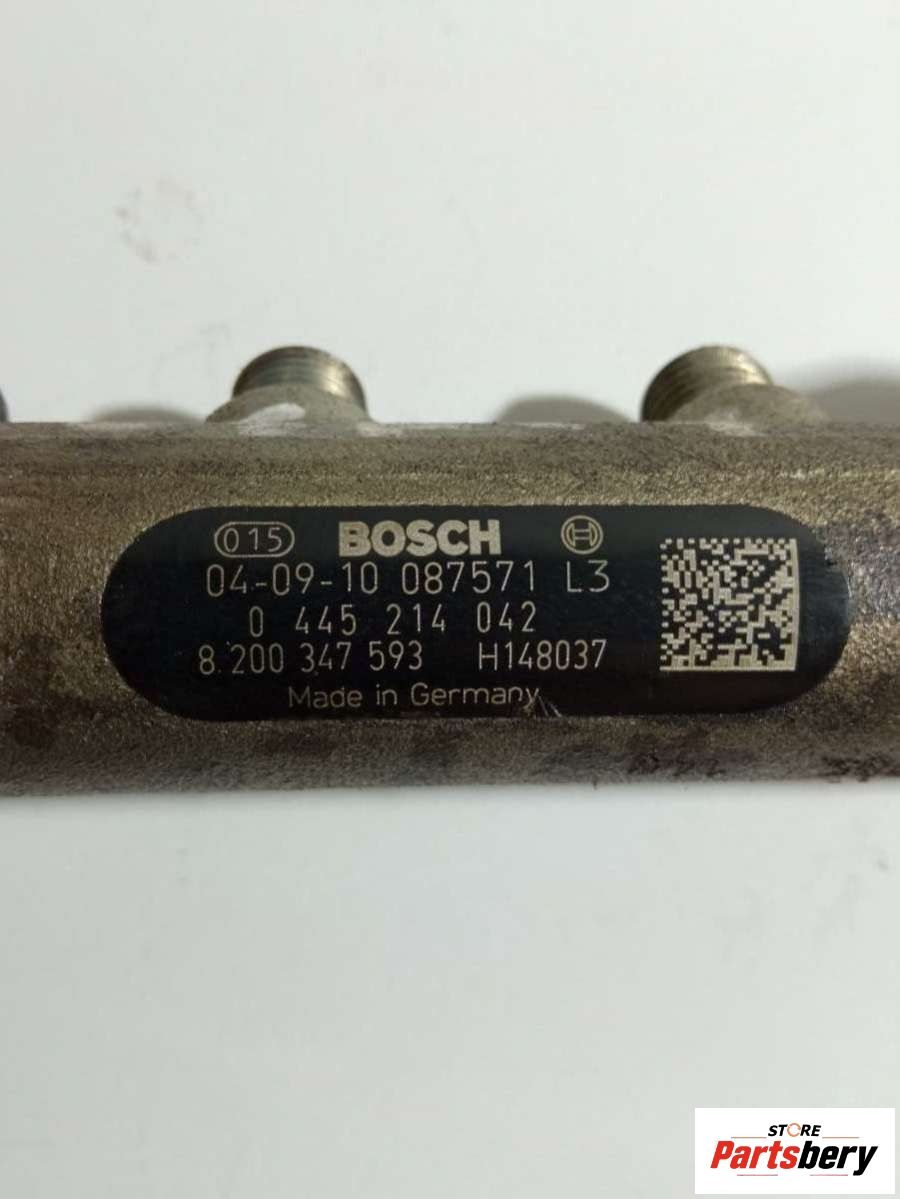 015 BOSCH
04-09-10 087571 L3
0 445 214 042
8.200 347 593 H148037
Made in Germany
STORE
Partsbery